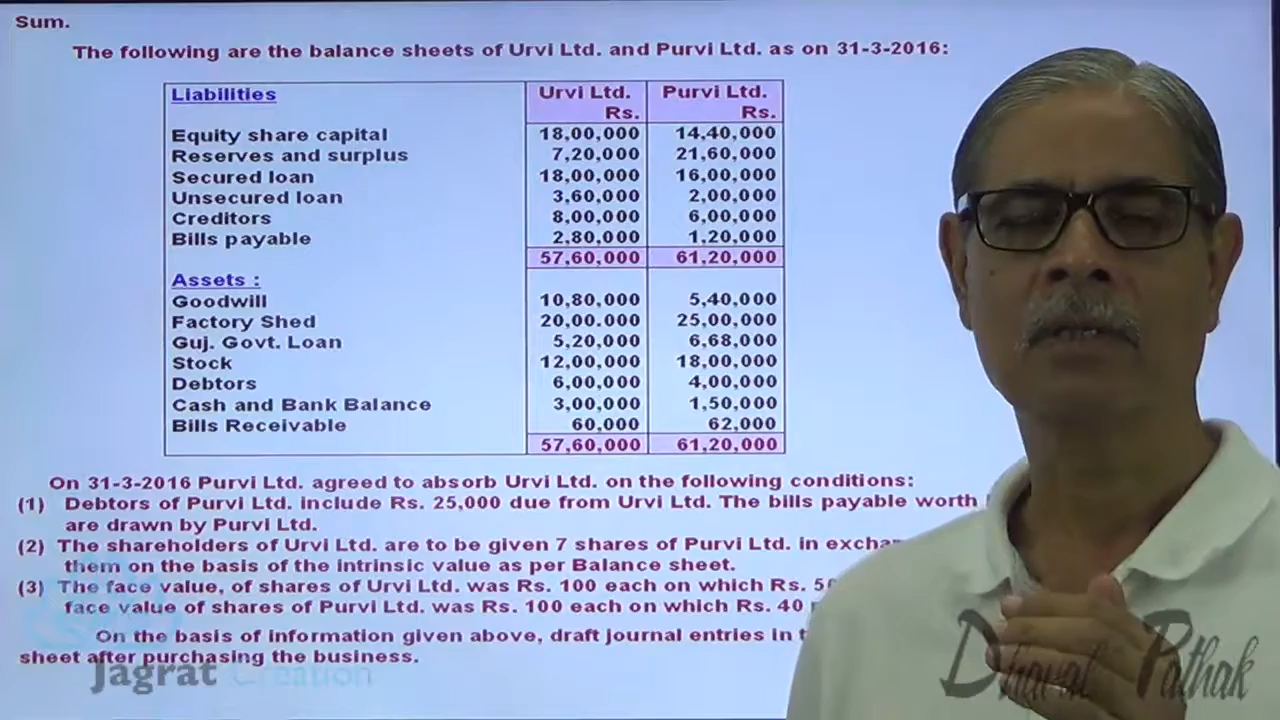 Sum.
The following are the balance sheets of Urvi Ltd. and Purvi Ltd. as on 31-3-2016:
Liabilities Urvi Ltd. Rs. Purvi Ltd. Rs.
Equity share capital 18,00,000 14,40,000
Reserves and surplus 7,20,000 21,60,000
Secured loan 18,00,000 16,00,000
Unsecured loan 3,60,000 2,00,000
Creditors 8,00,000 6,00,000
Bills payable 2,80,000 1,20,000
57,60,000 61,20,000
Assets :
Goodwill 10,80,000 5,40,000
Factory Shed 20,00.000 25,00,000
Guj. Govt. Loan 5,20,000 6,68,000
Stock 12,00,000 18,00,000
Debtors 6,00,000 4,00,000
Cash and Bank Balance 3,00,000 1,50,000
Bills Receivable 60,000 62,000
57,60,000 61,20,000
On 31-3-2016 Purvi Ltd. agreed to absorb Urvi Ltd. on the following conditions:
(1) Debtors of Purvi Ltd. include Rs. 25,000 due from Urvi Ltd. The bills payable worth
are drawn by Purvi Ltd.
(2) The shareholders of Urvi Ltd. are to be given 7 shares of Purvi Ltd. in
them on the basis of the intrinsic value as per Balance sheet.
(3) The face value, of shares of Urvi Ltd. was Rs. 100 each on which Rs.
face value of shares of Purvi Ltd. was Rs. 100 each on which Rs. 40
On the basis of information given above, draft journal entries in
sheet after purchasing the business.
Jagrat Creation
Dharat Pathak